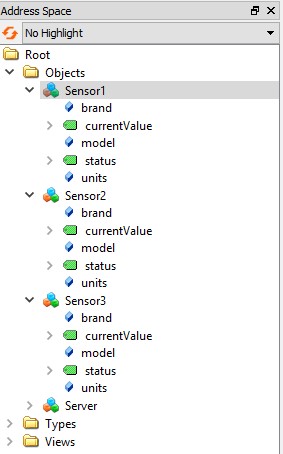 Address Space
No Highlight
Root
Objects
Sensor1
brand
currentValue
model
status
units
Sensor2
brand
currentValue
model
status
units
Sensor3
brand
currentValue
model
status
units
Server
Types
Views